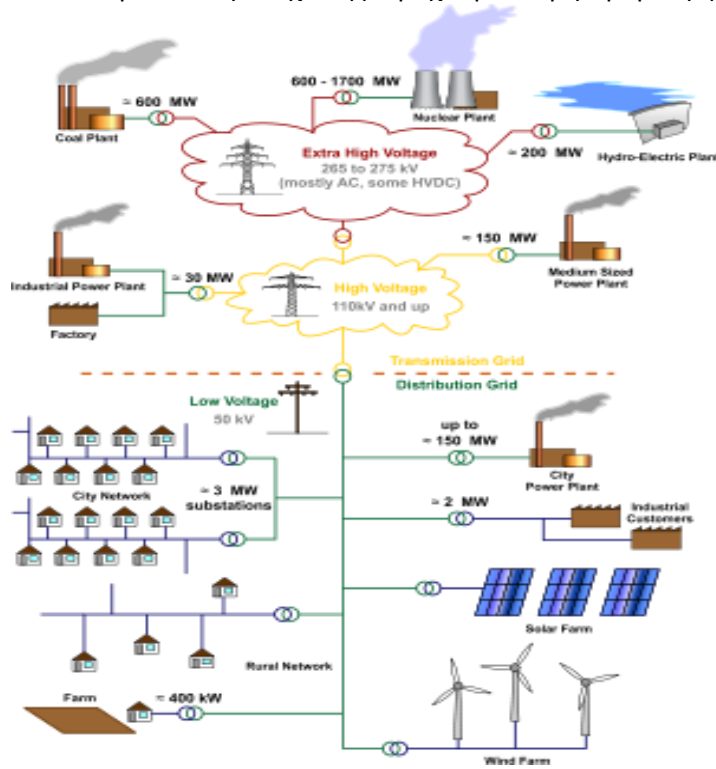 ≈ 600 MW
Coal Plant
600 - 1700 MW
Nuclear Plant
Extra High Voltage
265 to 275 kV
(mostly AC, some HVDC)
≈ 200 MW
Hydro-Electric Plant
Industrial Power Plant
≈ 30 MW
Factory
High Voltage
110kV and up
≈ 150 MW
Medium Sized
Power Plant
Transmission Grid
Distribution Grid
Low Voltage
50 kV
City Network
≈ 3 MW
substations
up to
≈ 150 MW
City
Power Plant
≈ 2 MW
Industrial
Customers
Solar Farm
Rural Network
Farm
≈ 400 kW
Wind Farm